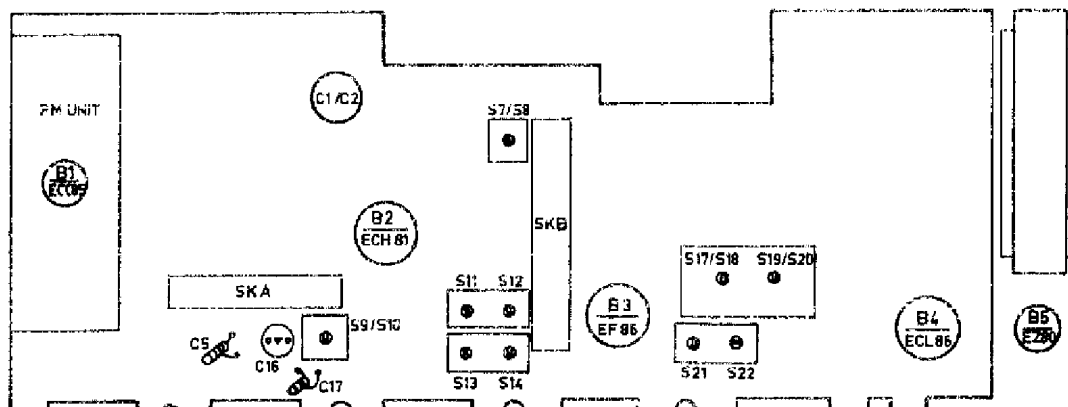 FM UNIT
C1/C2
S7/S8
B1
ECC85
B2
ECH 81
SKB
S17/S18 S19/S20
S11 S12
SKA
B3
EF 86
B4
ECL 86
B5
EZ80
S9/S10
C5
C16
C17
S13 S14
S21 S22